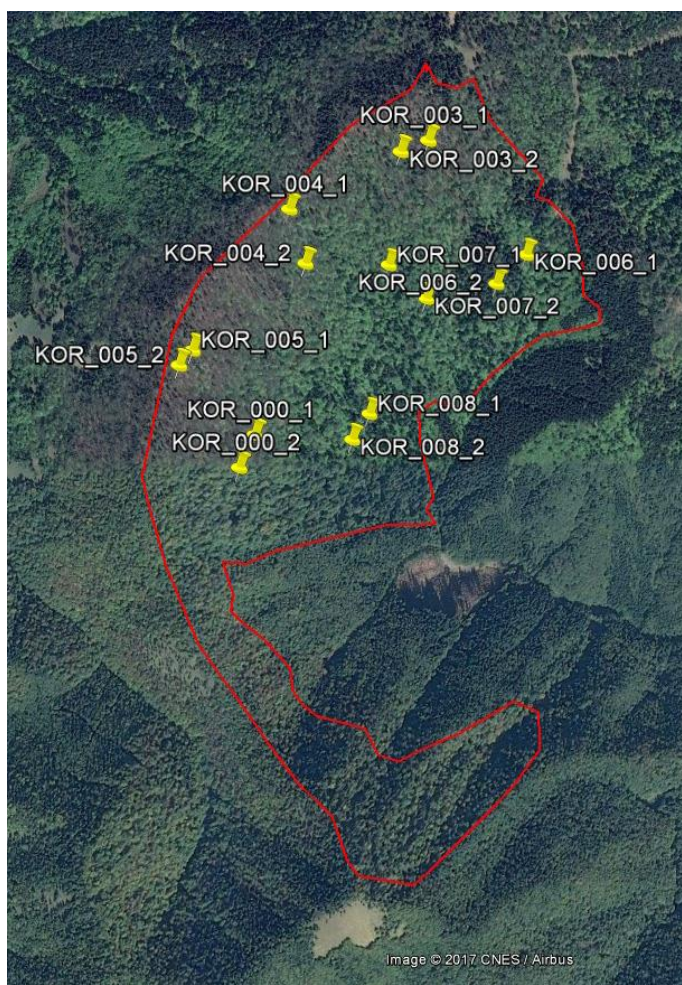 KOR_003_1
KOR_003_2
KOR_004_1
KOR_004_2
KOR_007_1
KOR_006_1
KOR_006_2
KOR_007_2
KOR_005_1
KOR_005_2
KOR_008_1
KOR_000_1
KOR_000_2
KOR_008_2
Image © 2017 CNES / Airbus